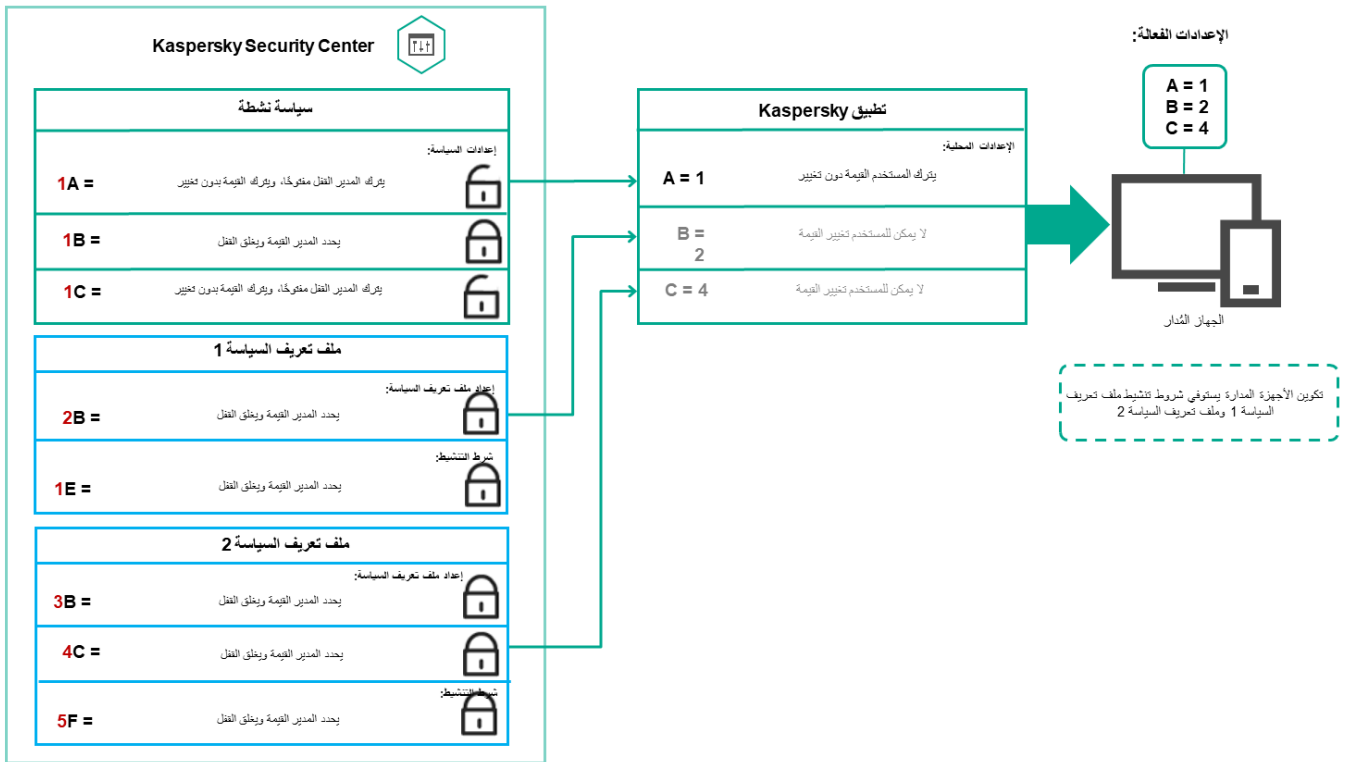 Kaspersky Security Center
سياسة نشطة
إعدادات السياسة:
1A =
يترك المدير القفل مفتوحًا، ويترك القيمة بدون تغيير
1B =
يحدد المدير القيمة ويغلق القفل
1C =
يترك المدير القفل مفتوحًا، ويترك القيمة بدون تغيير
ملف تعريف السياسة 1
إعداد ملف تعريف السياسة:
2B =
يحدد المدير القيمة ويغلق القفل
شرط التنشيط:
1E =
يحدد المدير القيمة ويغلق القفل
ملف تعريف السياسة 2
إعداد ملف تعريف السياسة:
3B =
يحدد المدير القيمة ويغلق القفل
4C =
يحدد المدير القيمة ويغلق القفل
شرط التنشيط:
5F =
يحدد المدير القيمة ويغلق القفل
تطبيق Kaspersky
الإعدادات المحلية:
A = 1
يترك المستخدم القيمة دون تغيير
B =
2
لا يمكن للمستخدم تغيير القيمة
C = 4
لا يمكن للمستخدم تغيير القيمة
الإعدادات الفعالة:
A = 1
B = 2
C = 4
الجهاز المُدار
تكوين الأجهزة المدارة يستوفي شروط تنشيط ملف تعريف
السياسة 1 وملف تعريف السياسة 2